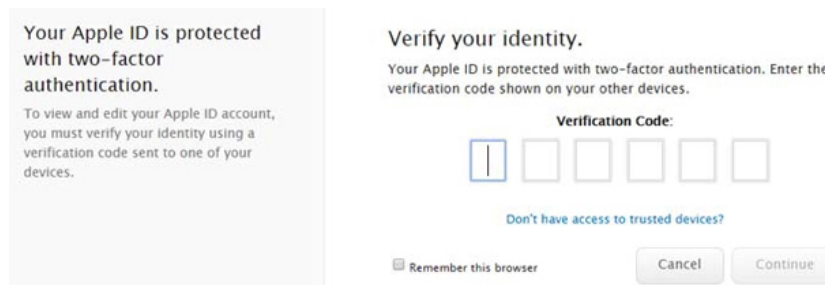 Your Apple ID is protected
with two-factor
authentication.
To view and edit your Apple ID account,
you must verify your identity using a
verification code sent to one of your
devices.
Verify your identity.
Your Apple ID is protected with two-factor authentication. Enter the
verification code shown on your other devices.
Verification Code:
Don't have access to trusted devices?
Remember this browser
Cancel
Continue